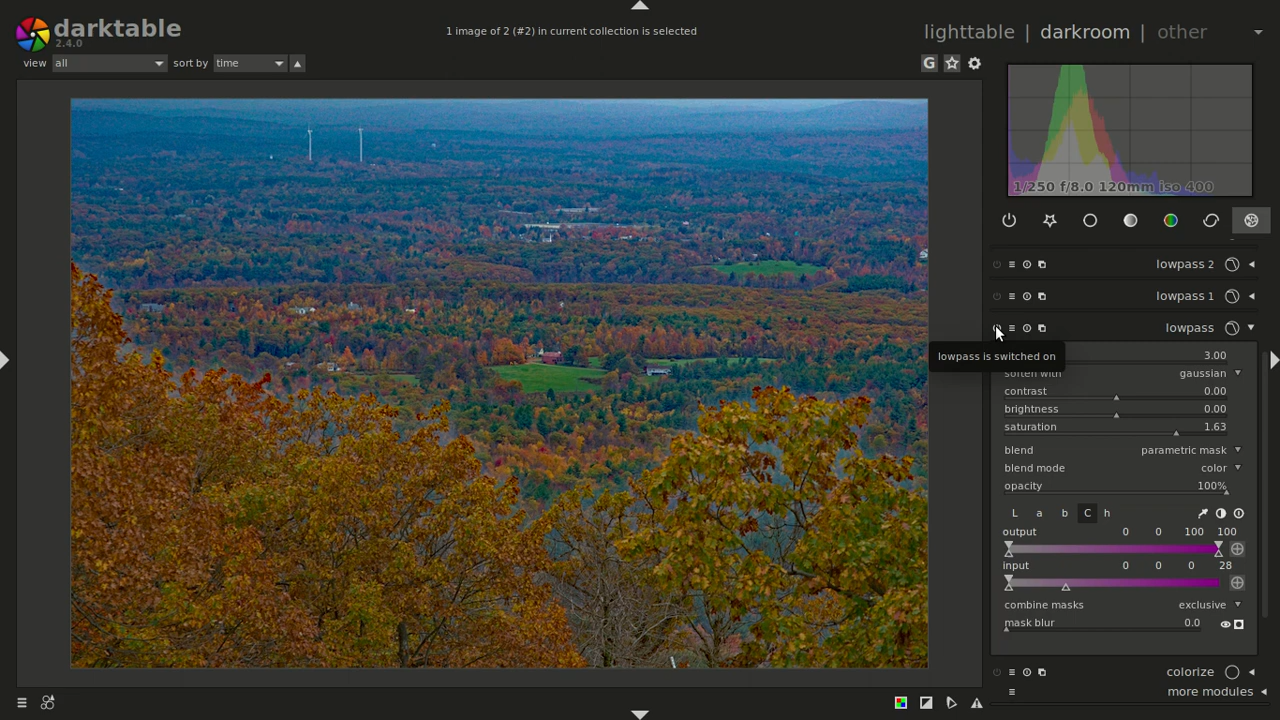 darktable
2.4.0
1 image of 2 (#2) in current collection is selected
lighttable | darkroom | other
view all sort by time
G
1/250 f/8.0 120mm iso 400
lowpass 2
lowpass 1
lowpass
lowpass is switched on
3.00
soften with gaussian
contrast 0.00
brightness 0.00
saturation 1.63
blend parametric mask
blend mode color
opacity 100%
L a b C h
output 0 0 100 100
input 0 0 0 28
combine masks exclusive
mask blur 0.0
colorize
more modules